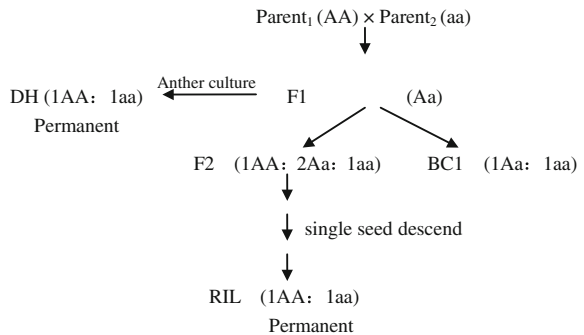 Parent₁ (AA) × Parent₂ (aa)
Anther culture
DH (1AA: 1aa) F1 (Aa)
Permanent
F2 (1AA: 2Aa: 1aa) BC1 (1Aa: 1aa)
single seed descend
RIL (1AA: 1aa)
Permanent